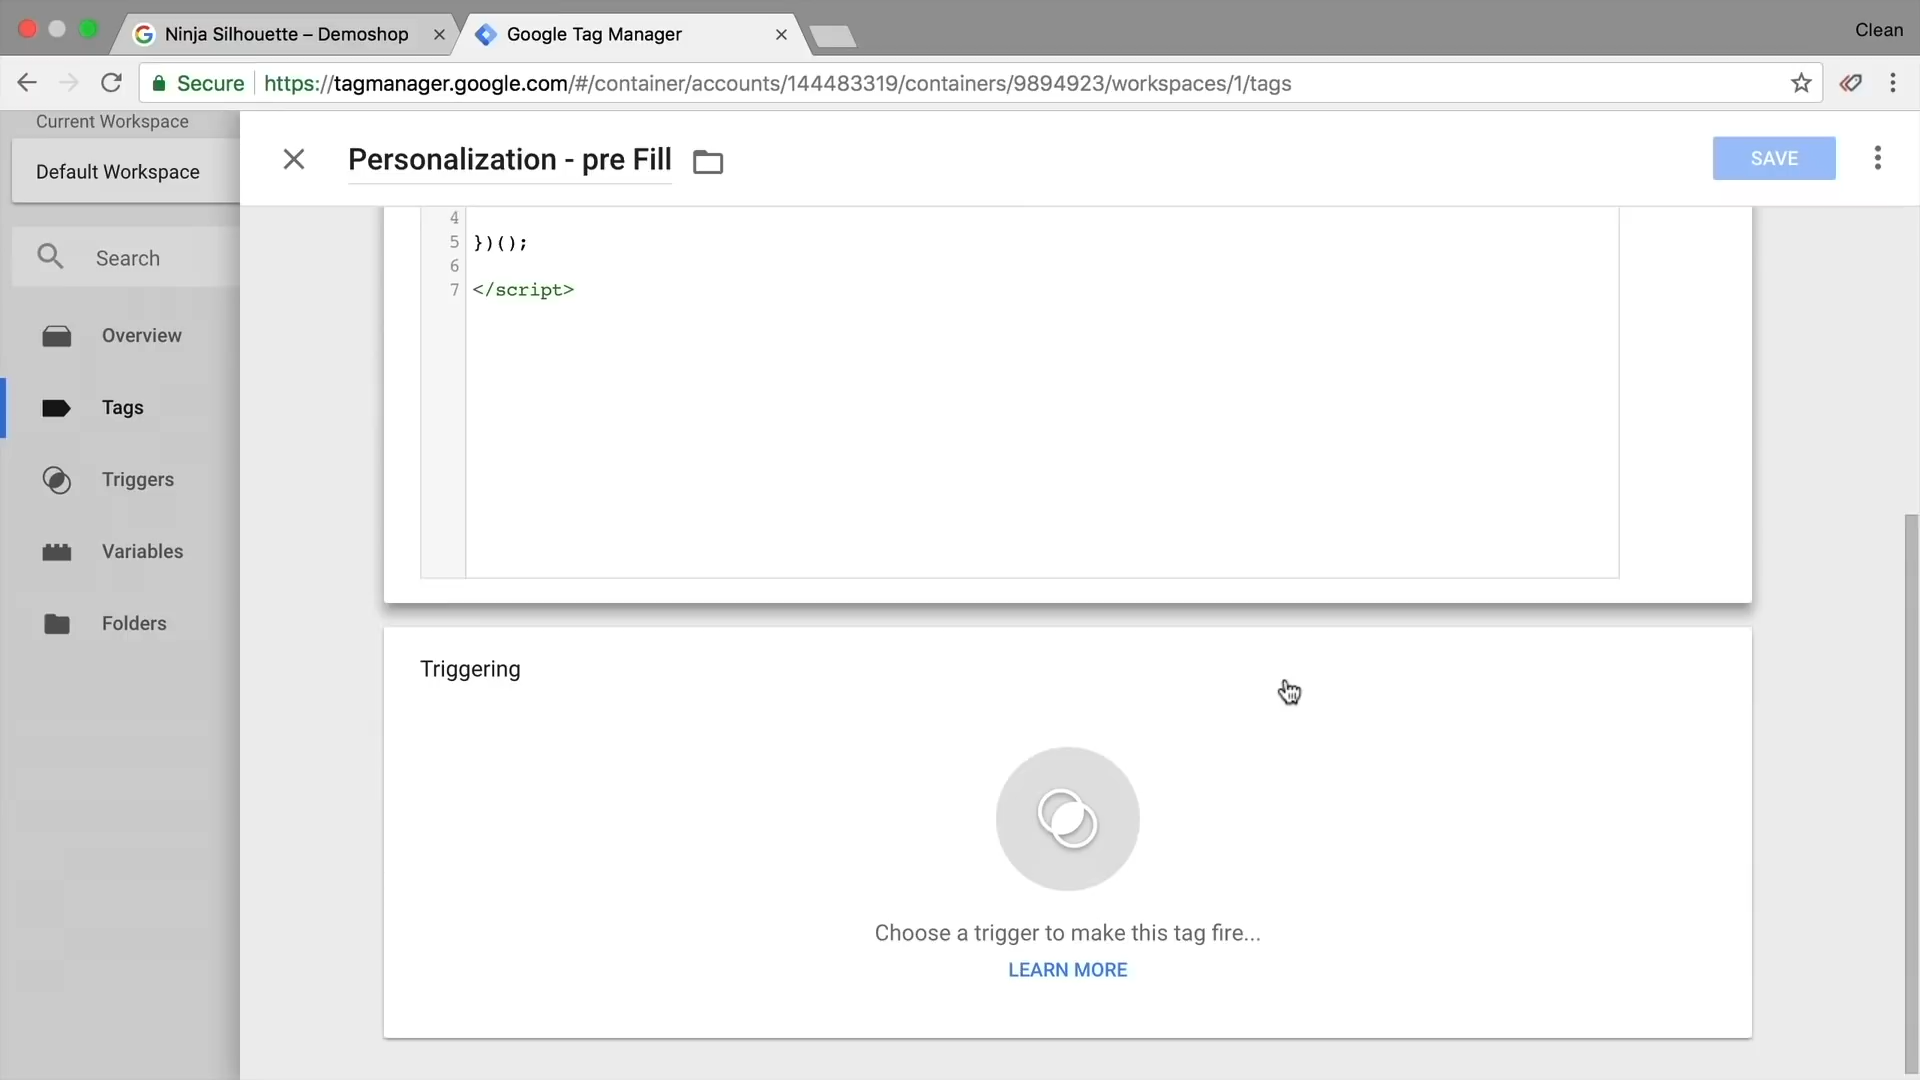 Ninja Silhouette – Demoshop
Google Tag Manager
Clean
Secure
https://tagmanager.google.com/#/container/accounts/144483319/containers/9894923/workspaces/1/tags
Current Workspace
Default Workspace
Search
Overview
Tags
Triggers
Variables
Folders
Personalization - pre Fill
SAVE
4
5 })();
6
7 </script>
Triggering
Choose a trigger to make this tag fire...
LEARN MORE